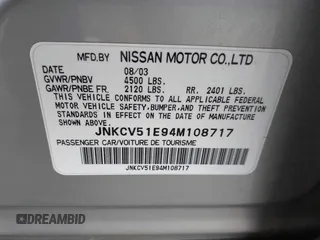 MFD. BY NISSAN MOTOR CO.,LTD
DATE 08/03
GVWR/PNBV 4500 LBS.
GAWR/PNBE FR. 2120 LBS. RR. 2401 LBS.
THIS VEHICLE CONFORMS TO ALL APPLICABLE FEDERAL
MOTOR VEHICLE SAFETY,BUMPER,AND THEFT PREVENTION
STANDARDS IN EFFECT ON THE DATE OF MANUFACTURE
SHOWN ABOVE.
JNKCV51E94M108717
PASSENGER CAR/VOITURE DE TOURISME
JNKCV51E94M108717
DREAMBID